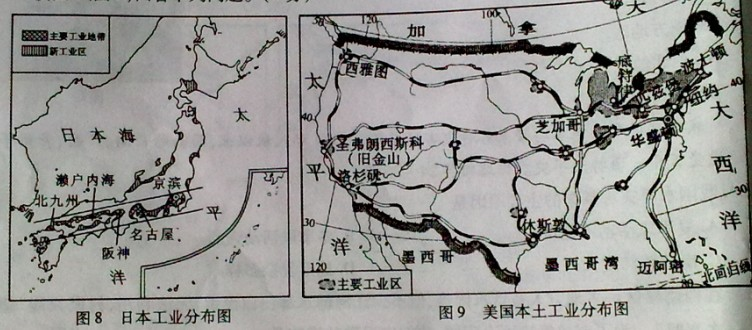 主要工业地带
新工业区
日本海
太
平
洋
濑户内海
京滨
北九州
名古屋
阪神
图8 日本工业分布图
120
100
加拿大
太
平
洋
西雅图
40
底特律
波士顿
纽约
40
芝加哥
华盛顿
大
西
洋
圣弗朗西斯科
(旧金山)
洛杉矶
30
30
休斯敦
墨西哥
墨西哥湾
迈阿密
北回归线
120
80
主要工业区
图9 美国本土工业分布图